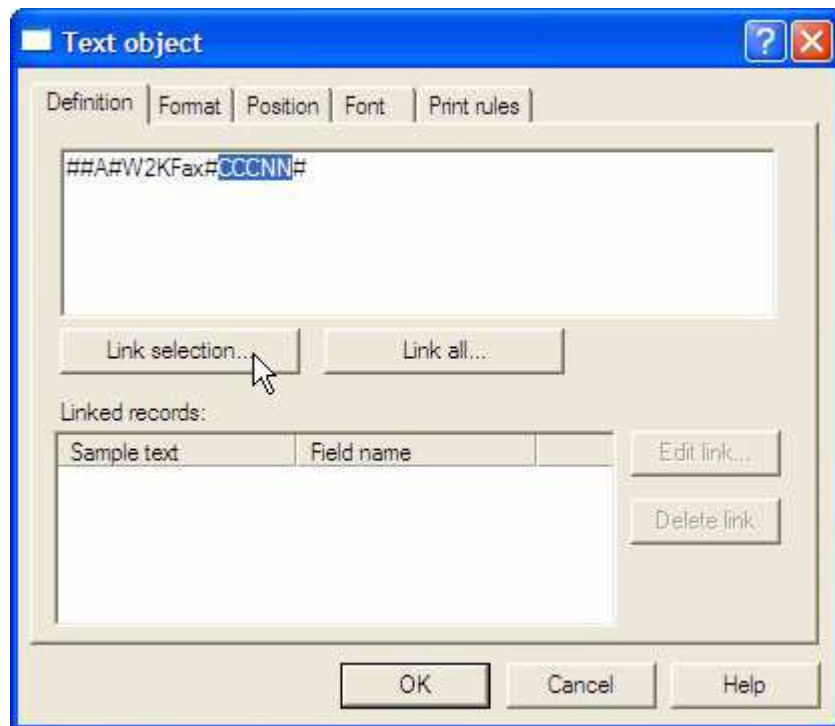 Text object
Definition Format Position Font Print rules
##A#W2KFax#CCCNN#
Link selection... Link all...
Linked records:
Sample text Field name
Edit link...
Delete link
OK Cancel Help